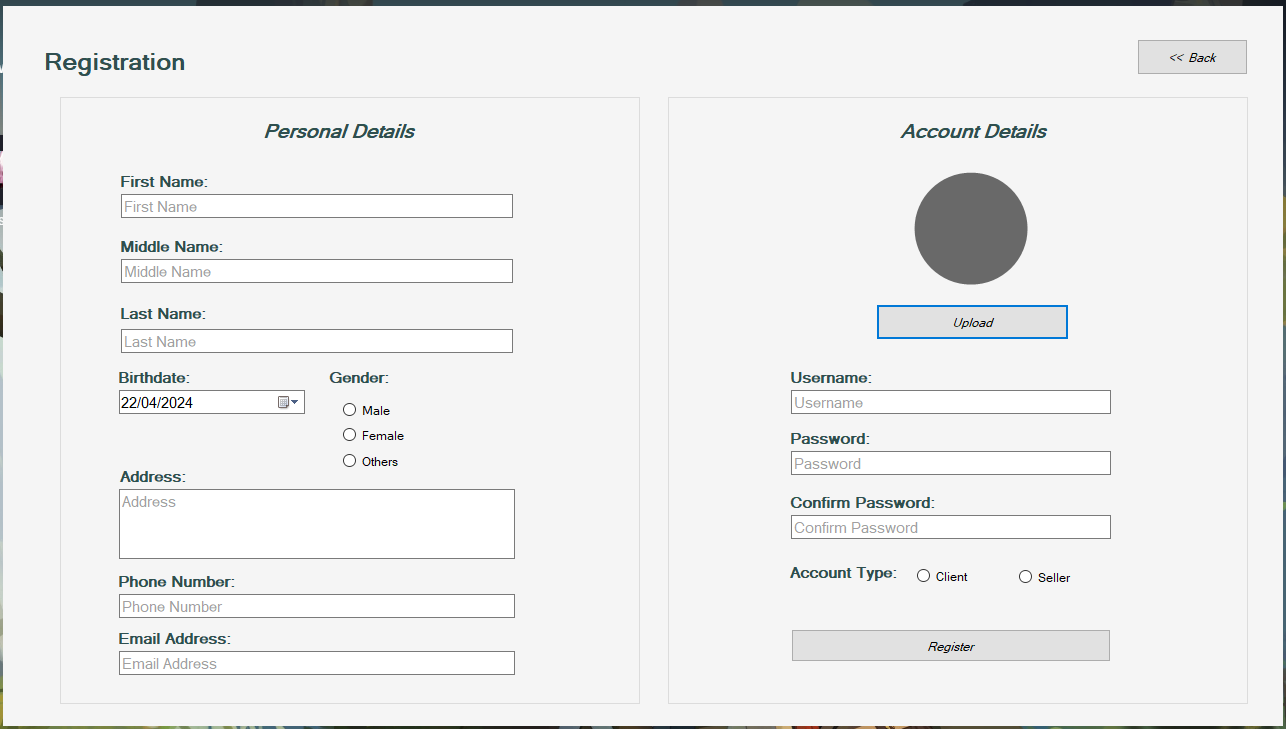 Registration
<< Back
Personal Details
First Name:
First Name
Middle Name:
Middle Name
Last Name:
Last Name
Birthdate:
Gender:
22/04/2024
Male
Female
Others
Address:
Address
Phone Number:
Phone Number
Email Address:
Email Address
Account Details
Upload
Username:
Username
Password:
Password
Confirm Password:
Confirm Password
Account Type:
Client
Seller
Register